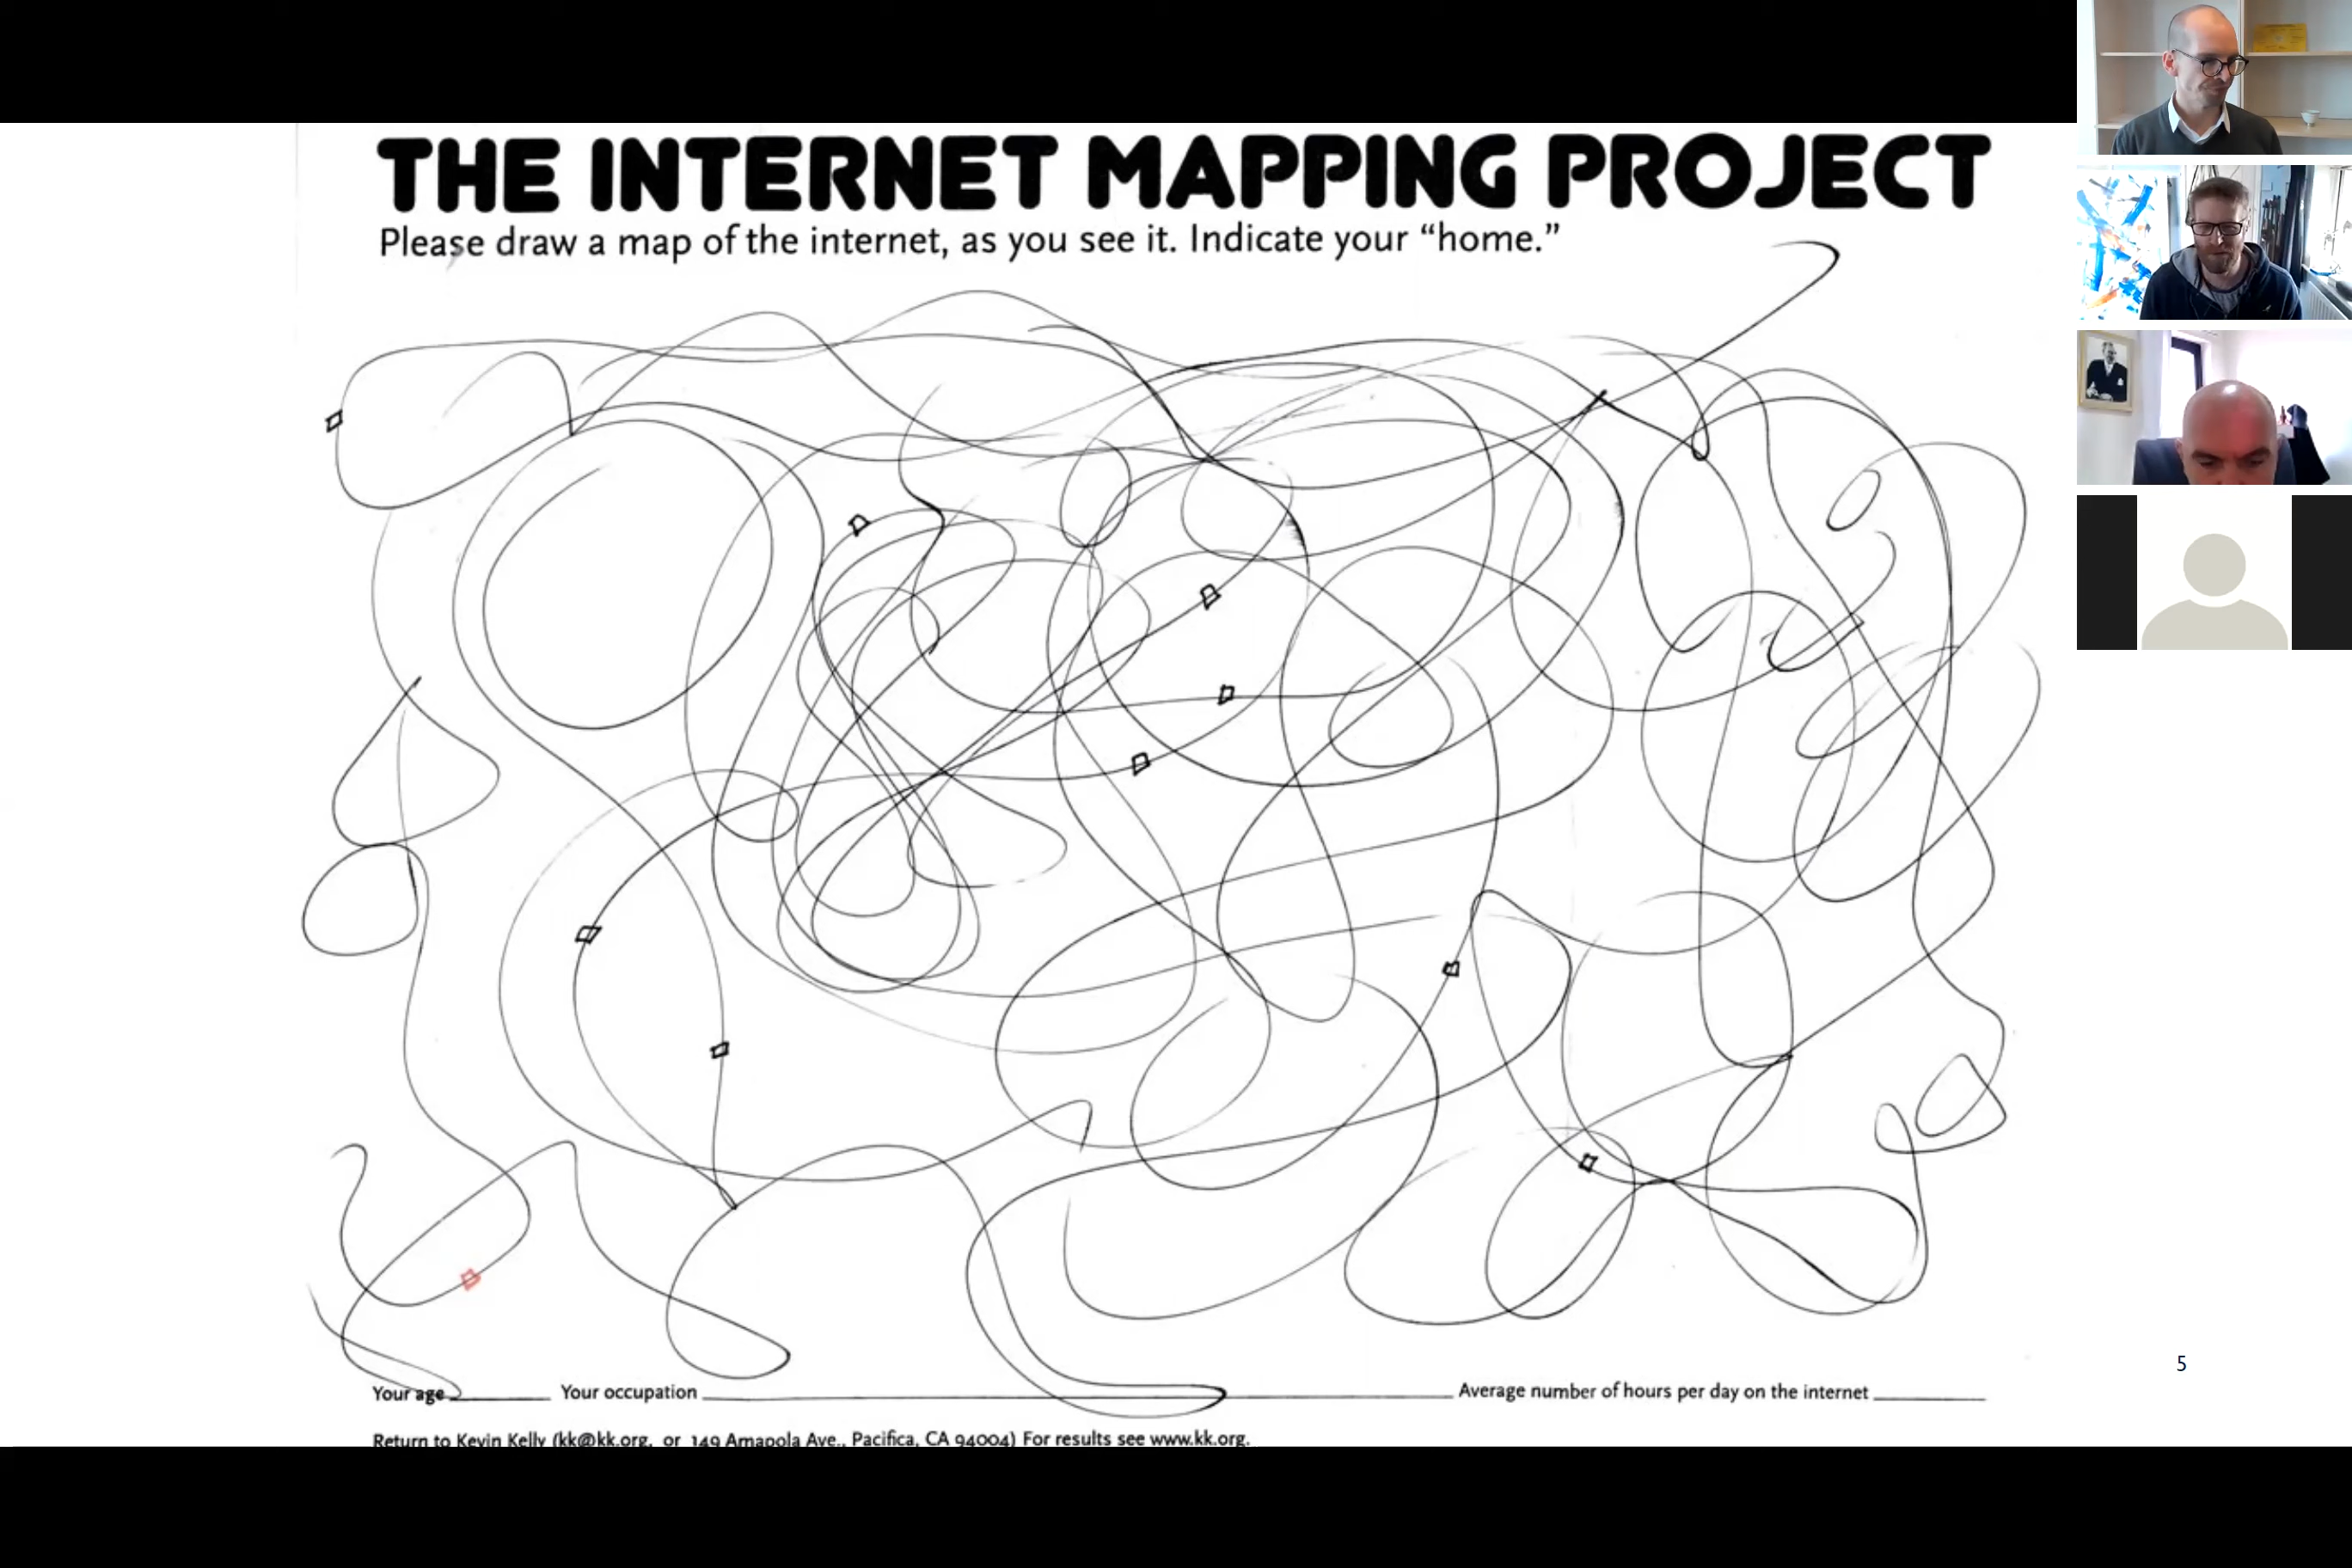 THE INTERNET MAPPING PROJECT
Please draw a map of the internet, as you see it. Indicate your “home.”
5
Your age Your occupation Average number of hours per day on the internet
Return to Kevin Kelly (kk@kk.org, or 149 Amapola Ave., Pacifica, CA 94004) For results see www.kk.org.